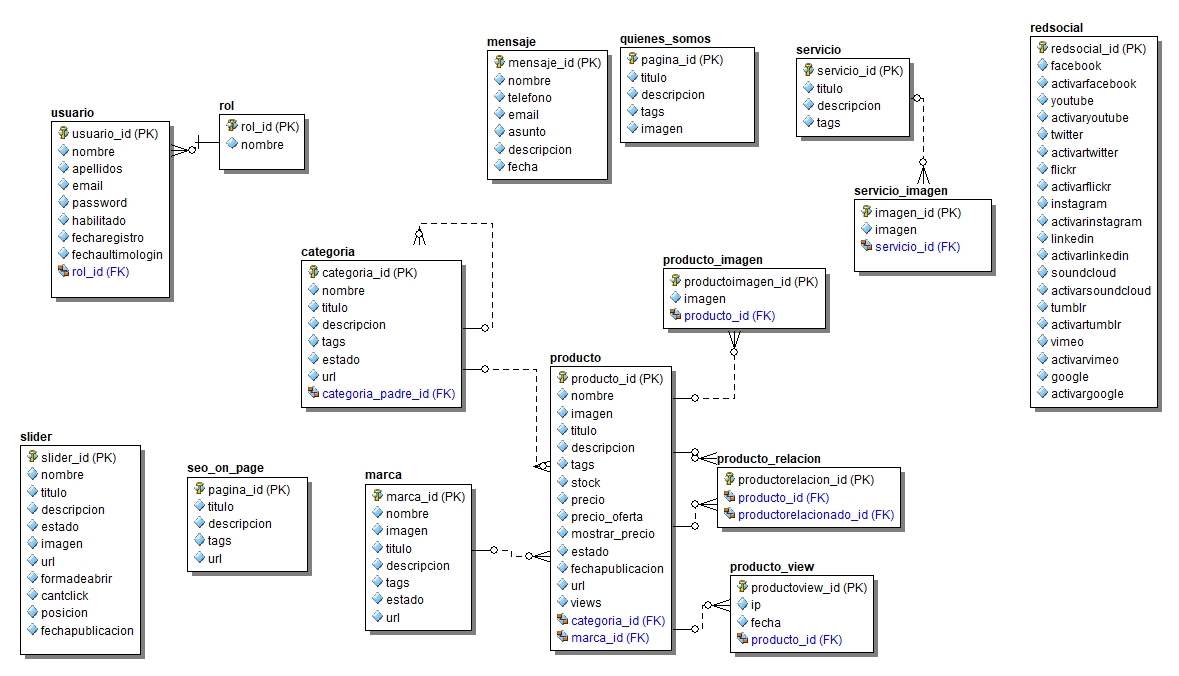 usuario
usuario_id (PK)
nombre
apellidos
email
password
habilitado
fecharegistro
fechaultimologin
rol_id (FK)
rol
rol_id (PK)
nombre
mensaje
mensaje_id (PK)
nombre
telefono
email
asunto
descripcion
fecha
quienes_somos
pagina_id (PK)
titulo
descripcion
tags
imagen
servicio
servicio_id (PK)
titulo
descripcion
tags
servicio_imagen
imagen_id (PK)
imagen
servicio_id (FK)
redsocial
redsocial_id (PK)
facebook
activarfacebook
youtube
activaryoutube
twitter
activartwitter
flickr
activarflickr
instagram
activarinstagram
linkedin
activarlinkedin
soundcloud
activarsoundcloud
tumblr
activartumblr
vimeo
activarvimeo
google
activargoogle
categoria
categoria_id (PK)
nombre
titulo
descripcion
tags
estado
url
categoria_padre_id (FK)
producto_imagen
productoimagen_id (PK)
imagen
producto_id (FK)
producto
producto_id (PK)
nombre
imagen
titulo
descripcion
tags
stock
precio
precio_oferta
mostrar_precio
estado
fechapublicacion
url
views
categoria_id (FK)
marca_id (FK)
producto_relacion
productorelacion_id (PK)
producto_id (FK)
productorelacionado_id (FK)
producto_view
productoview_id (PK)
ip
fecha
producto_id (FK)
slider
slider_id (PK)
nombre
titulo
descripcion
estado
imagen
url
formadeabrir
cantclick
posicion
fechapublicacion
seo_on_page
pagina_id (PK)
titulo
descripcion
tags
url
marca
marca_id (PK)
nombre
imagen
titulo
descripcion
tags
estado
url